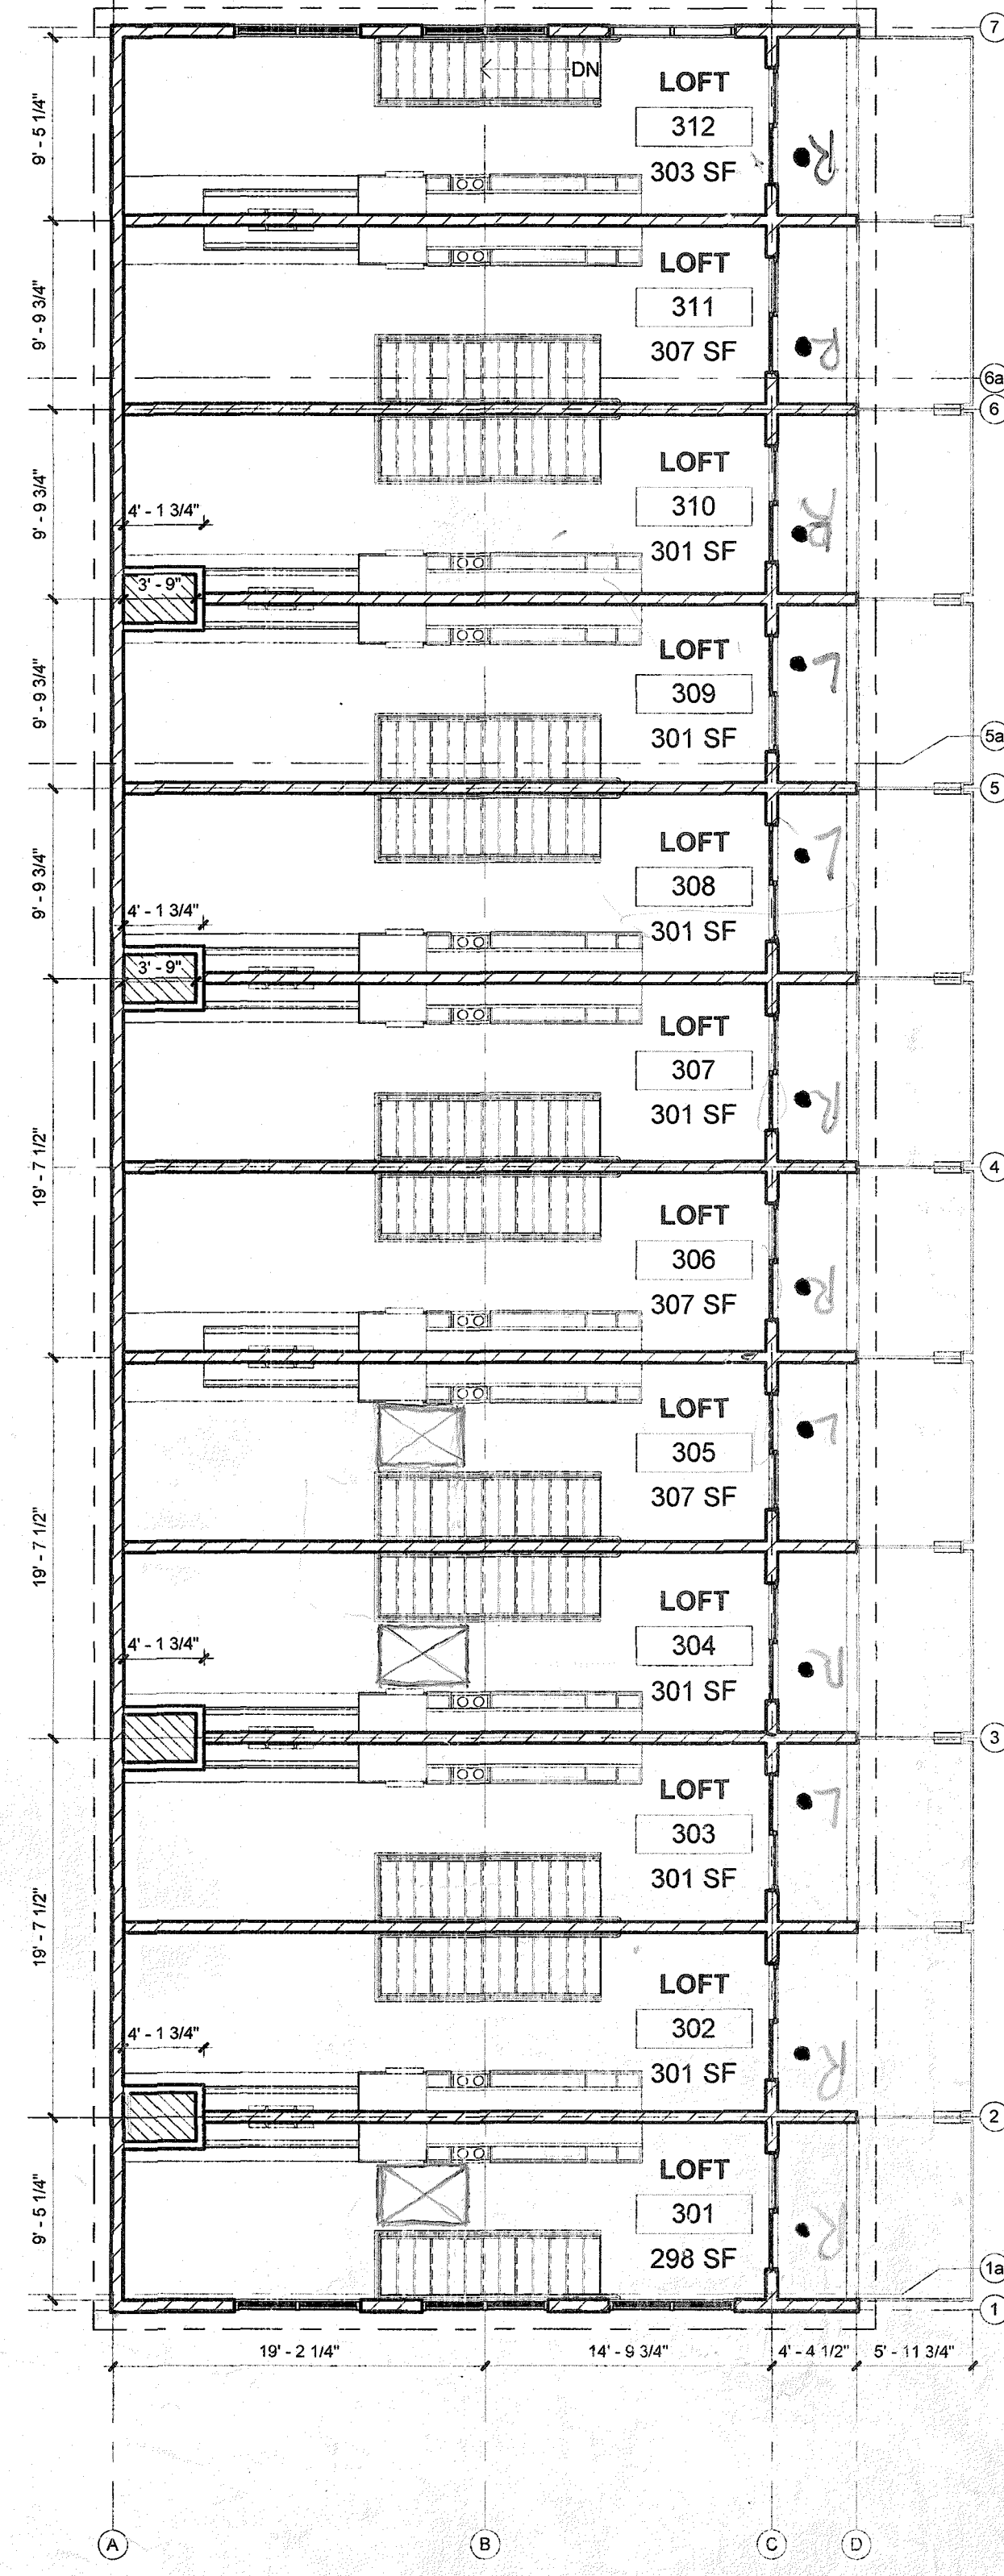 7
9' - 5 1/4"
DN
LOFT
312
303 SF
R
9' - 9 3/4"
LOFT
311
307 SF
R
6a
6
9' - 9 3/4"
LOFT
310
301 SF
R
4' - 1 3/4"
3' - 9"
9' - 9 3/4"
LOFT
309
301 SF
L
5a
5
9' - 9 3/4"
LOFT
308
301 SF
L
4' - 1 3/4"
3' - 9"
19' - 7 1/2"
LOFT
307
301 SF
R
4
LOFT
306
307 SF
R
19' - 7 1/2"
LOFT
305
307 SF
L
LOFT
304
301 SF
R
4' - 1 3/4"
3
19' - 7 1/2"
LOFT
303
301 SF
L
LOFT
302
301 SF
R
4' - 1 3/4"
2
9' - 5 1/4"
LOFT
301
298 SF
R
1a
1
19' - 2 1/4" 14' - 9 3/4" 4' - 4 1/2" 5' - 11 3/4"
A B C D